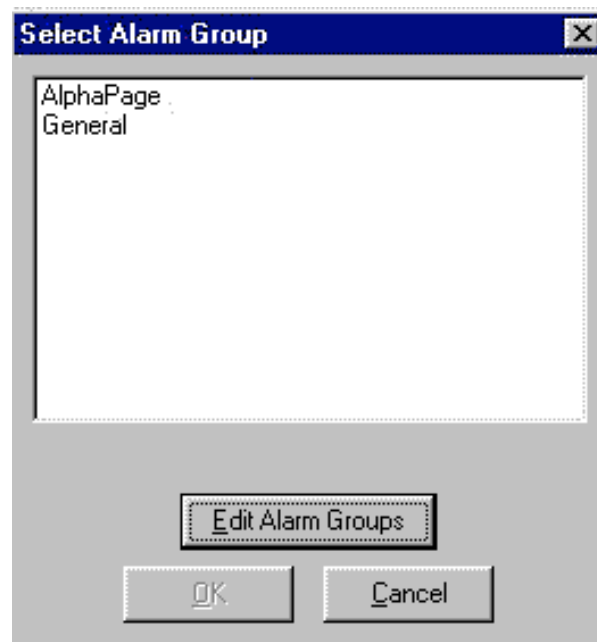 Select Alarm Group
AlphaPage
General
Edit Alarm Groups
OK
Cancel